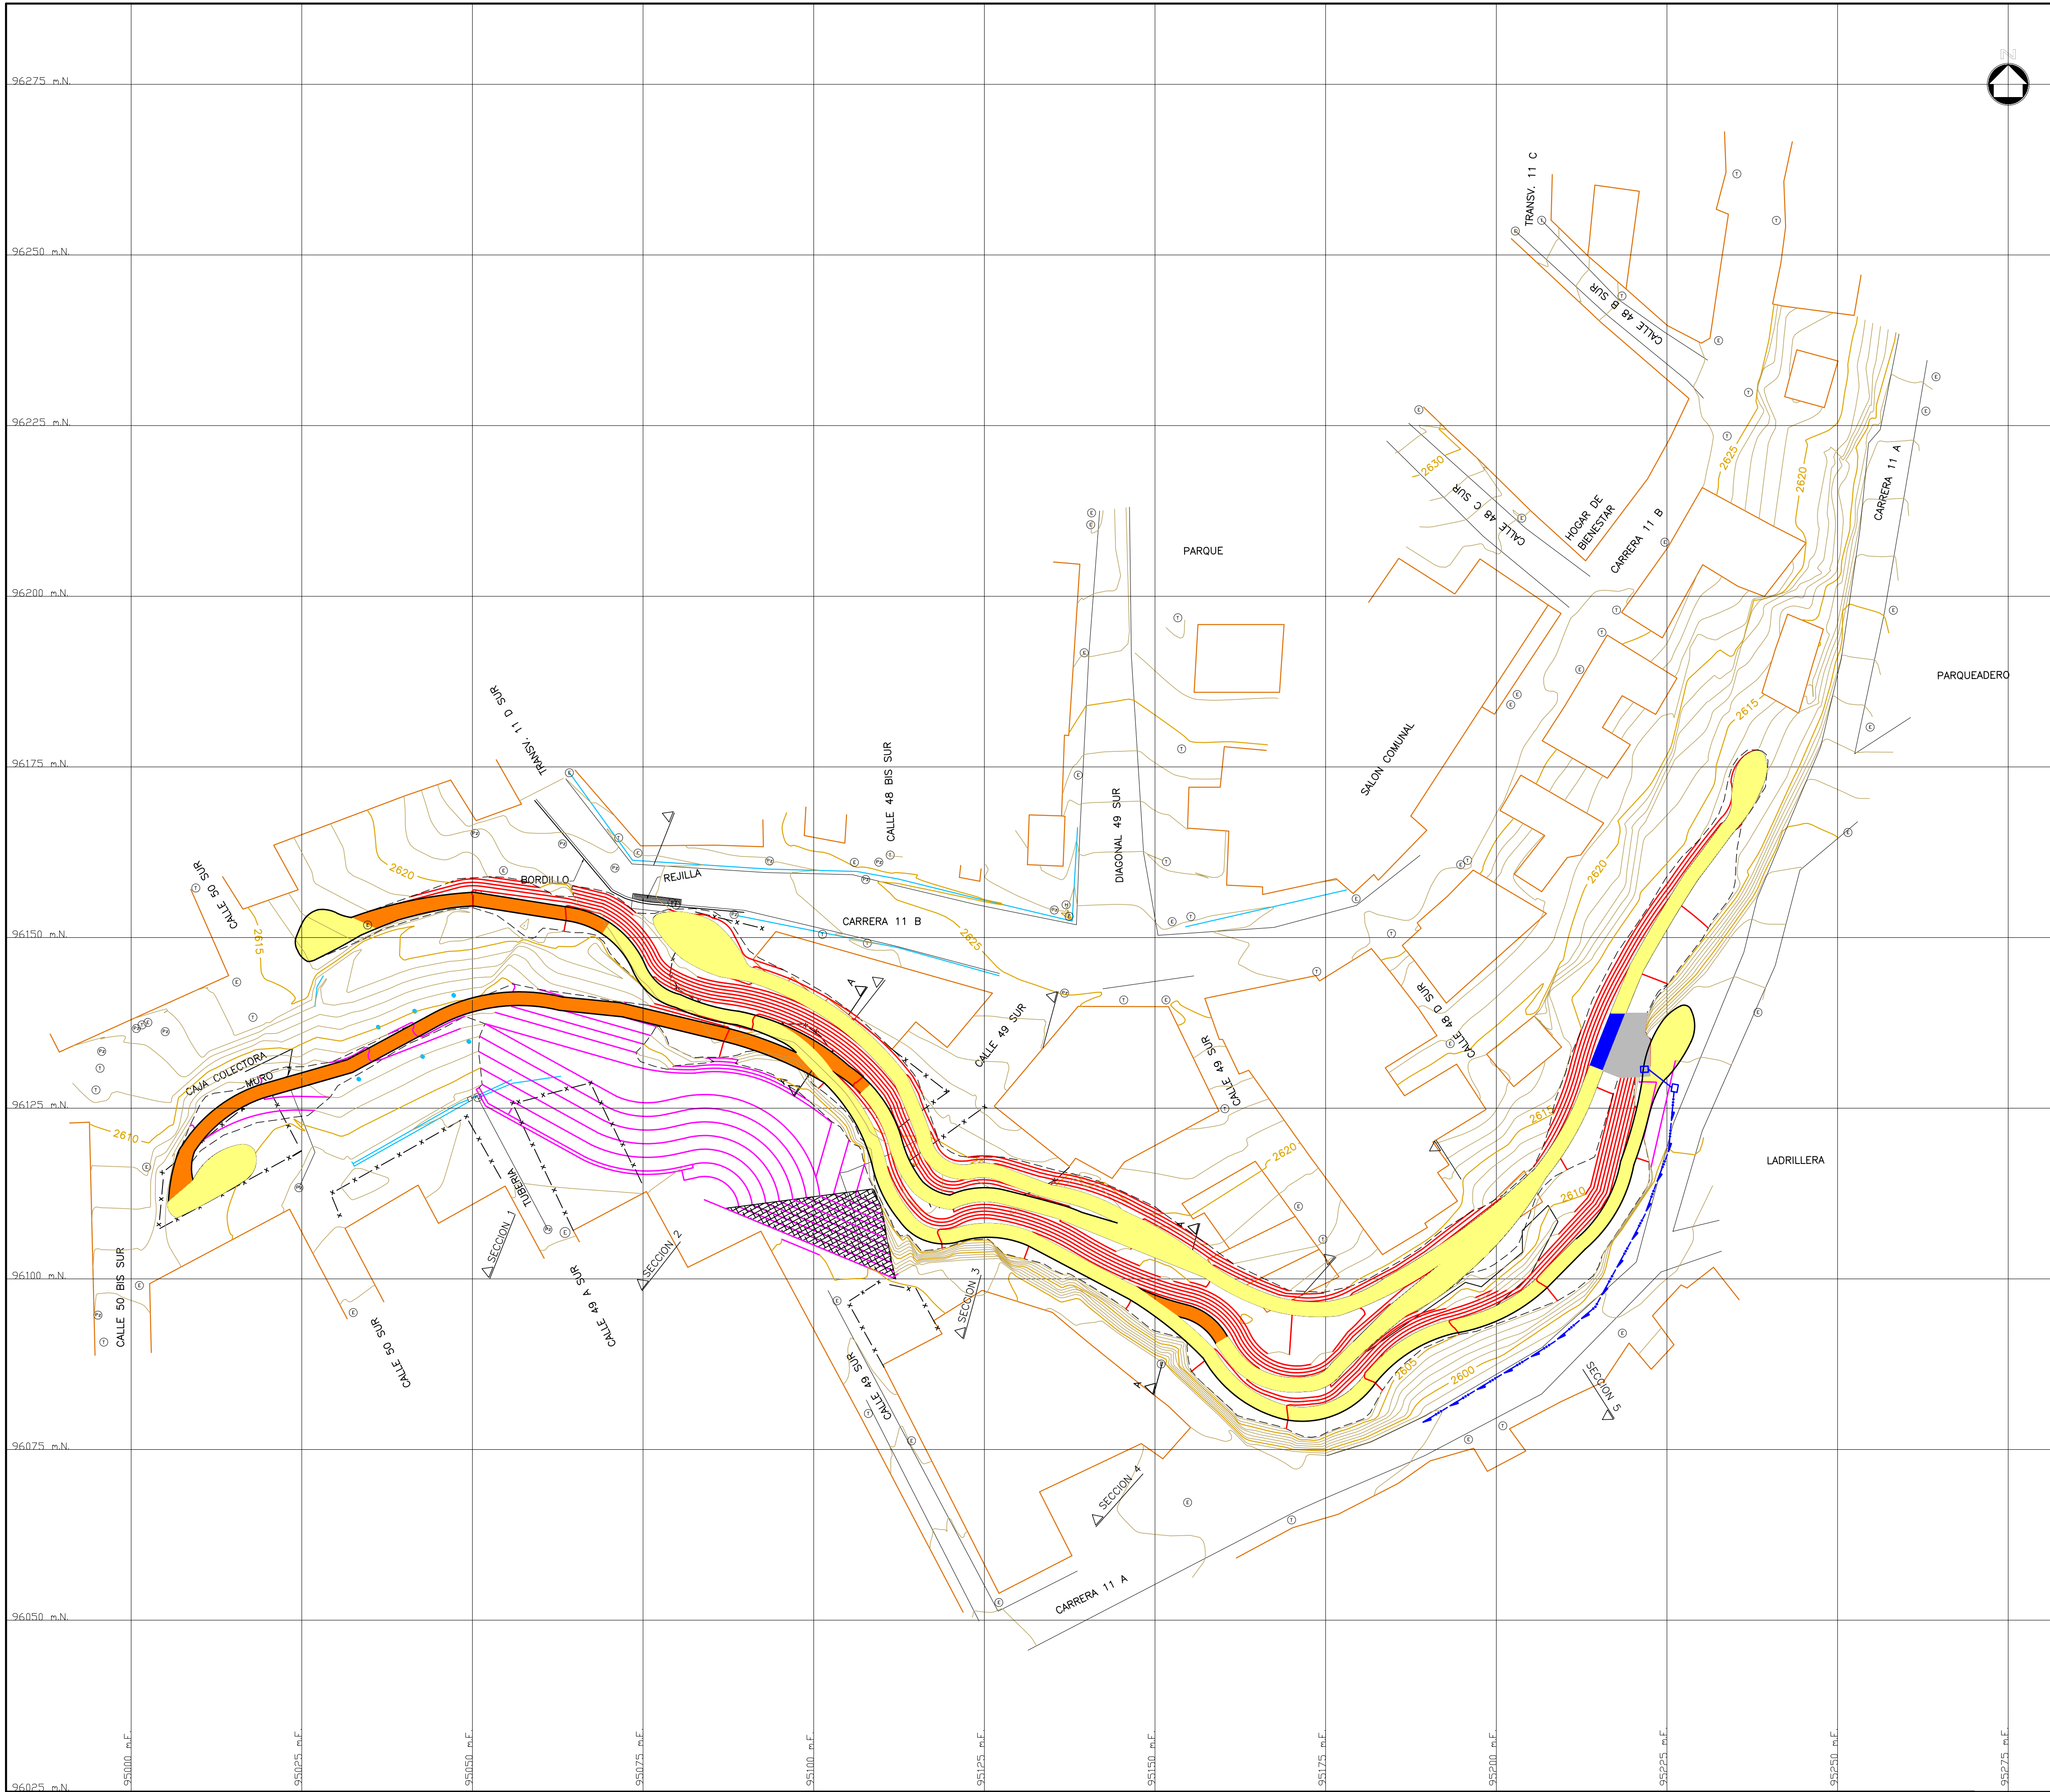 96275 m.N.
N
TRANSV. 11 C
96250 m.N.
CALLE 48 B SUR
96225 m.N.
2630
2625
2620
CARRERA 11 A
CALLE 48 C SUR
HOGAR DE
BIENESTAR
CARRERA 11 B
PARQUE
96200 m.N.
PARQUEADERO
TRANSV. 11 D SUR
2615
SALON COMUNAL
96175 m.N.
CALLE 48 BIS SUR
DIAGONAL 49 SUR
CALLE 50 SUR
2620
BORDILLO
REJILLA
2620
CARRERA 11 B
2615
2625
96150 m.N.
A
CALLE 49 SUR
CALLE 49 SUR
CALLE 48 D SUR
CAJA COLECTORA
MURO
A
96125 m.N.
2610
2615
2620
LADRILLERA
TUBERIA
2610
SECCION 1
SECCION 2
A
CALLE 50 BIS SUR
96100 m.N.
CALLE 50 SUR
CALLE 49 A SUR
SECCION 3
CALLE 49 SUR
A
2605
2600
SECCION 5
96075 m.N.
SECCION 4
CARRERA 11 A
96050 m.N.
96025 m.N.
95000 m.E.
95025 m.E.
95050 m.E.
95075 m.E.
95100 m.E.
95125 m.E.
95150 m.E.
95175 m.E.
95200 m.E.
95225 m.E.
95250 m.E.
95275 m.E.